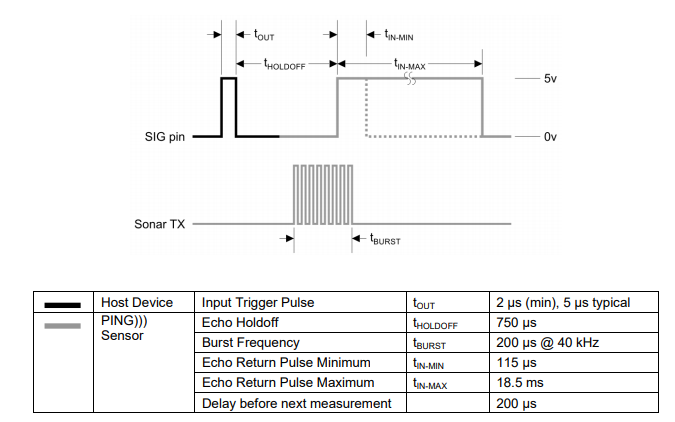 tOUT
tIN-MIN
tHOLDOFF
tIN-MAX
5v
SIG pin
0v
Sonar TX
tBURST
Host Device Input Trigger Pulse tOUT 2 µs (min), 5 µs typical
PING))) Echo Holdoff tHOLDOFF 750 µs
Sensor Burst Frequency tBURST 200 µs @ 40 kHz
Echo Return Pulse Minimum tIN-MIN 115 µs
Echo Return Pulse Maximum tIN-MAX 18.5 ms
Delay before next measurement 200 µs